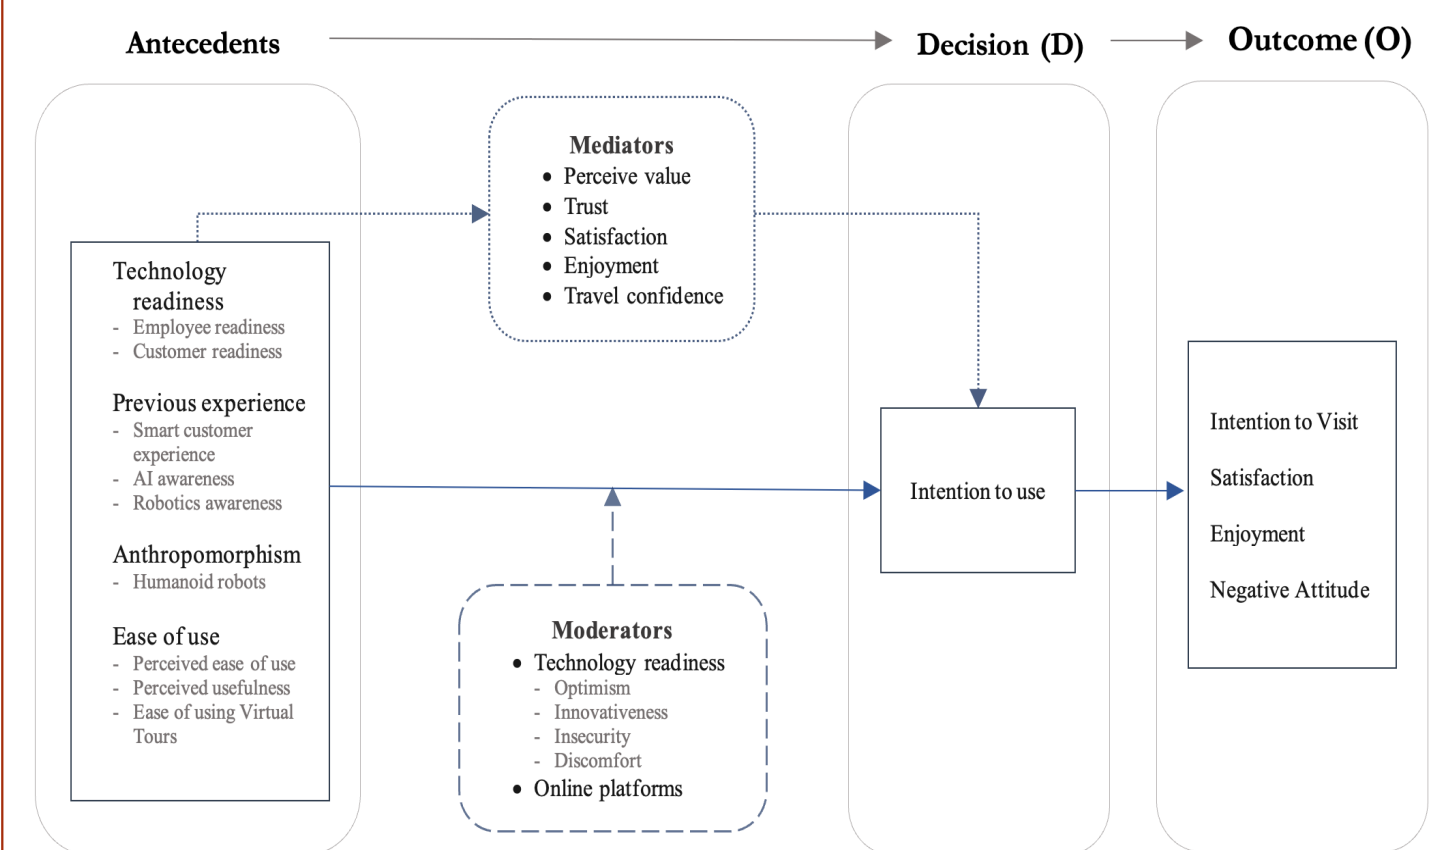 Antecedents
Decision (D)
Outcome (O)
Technology
readiness
- Employee readiness
- Customer readiness
Previous experience
- Smart customer
experience
- AI awareness
- Robotics awareness
Anthropomorphism
- Humanoid robots
Ease of use
- Perceived ease of use
- Perceived usefulness
- Ease of using Virtual
Tours
Mediators
• Perceive value
• Trust
• Satisfaction
• Enjoyment
• Travel confidence
Moderators
• Technology readiness
- Optimism
- Innovativeness
- Insecurity
- Discomfort
• Online platforms
Intention to use
Intention to Visit
Satisfaction
Enjoyment
Negative Attitude